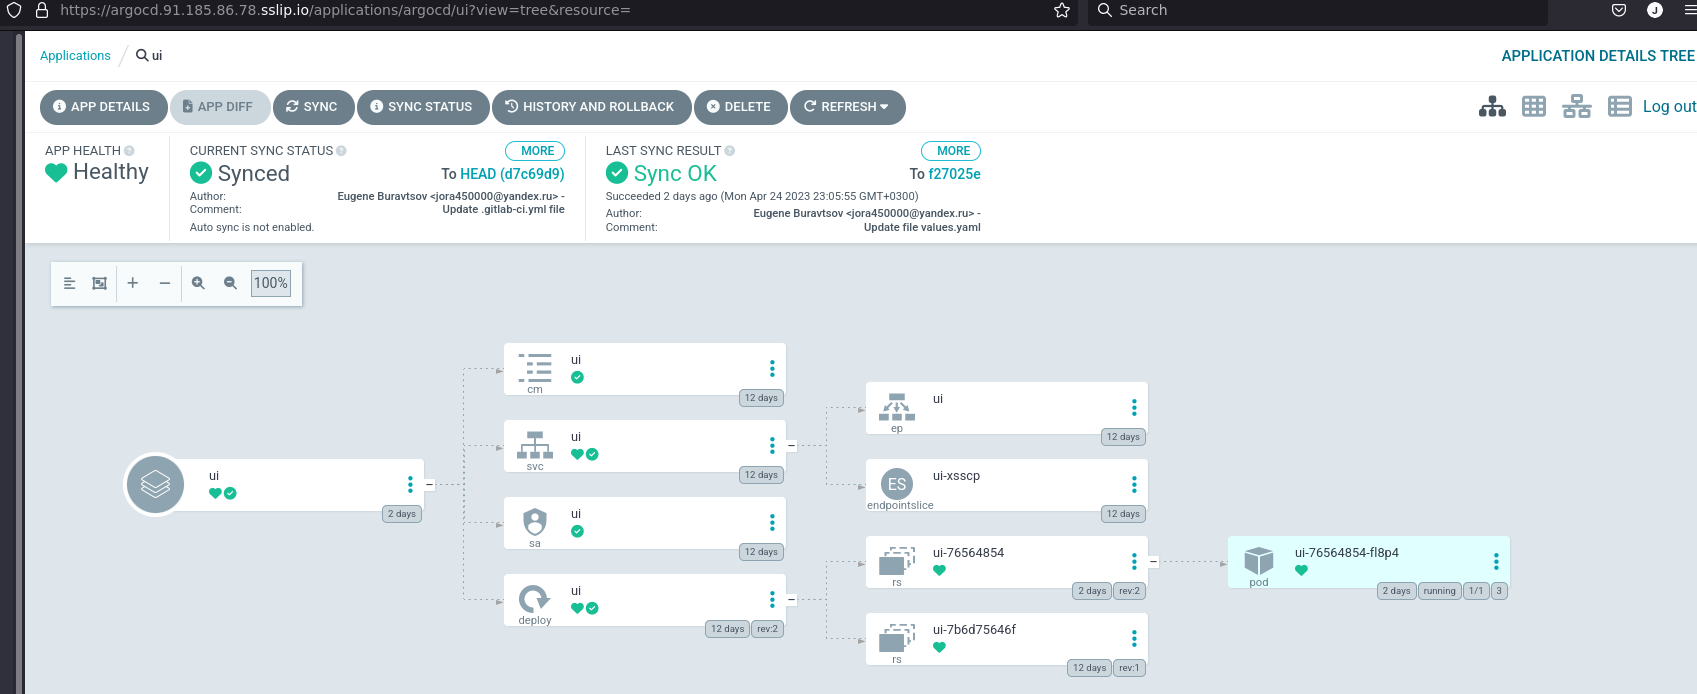 https://argocd.91.185.86.78.sslip.io/applications/argocd/ui?view=tree&resource=
Search
J
Applications / ui
APPLICATION DETAILS TREE
APP DETAILS
APP DIFF
SYNC
SYNC STATUS
HISTORY AND ROLLBACK
DELETE
REFRESH
Log out
APP HEALTH
Healthy
CURRENT SYNC STATUS
MORE
Synced
To HEAD (d7c69d9)
Author: Eugene Buravtsov <jora450000@yandex.ru> -
Comment: Update .gitlab-ci.yml file
Auto sync is not enabled.
LAST SYNC RESULT
MORE
Sync OK
To f27025e
Succeeded 2 days ago (Mon Apr 24 2023 23:05:55 GMT+0300)
Author: Eugene Buravtsov <jora450000@yandex.ru> -
Comment: Update file values.yaml
100%
ui
2 days
ui
cm
12 days
ui
svc
12 days
ui
sa
12 days
ui
deploy
12 days
rev:2
ui
ep
12 days
ES
ui-xsscp
endpointslice
12 days
ui-76564854
rs
2 days
rev:2
ui-7b6d75646f
rs
12 days
rev:1
ui-76564854-fl8p4
pod
2 days
running
1/1
3